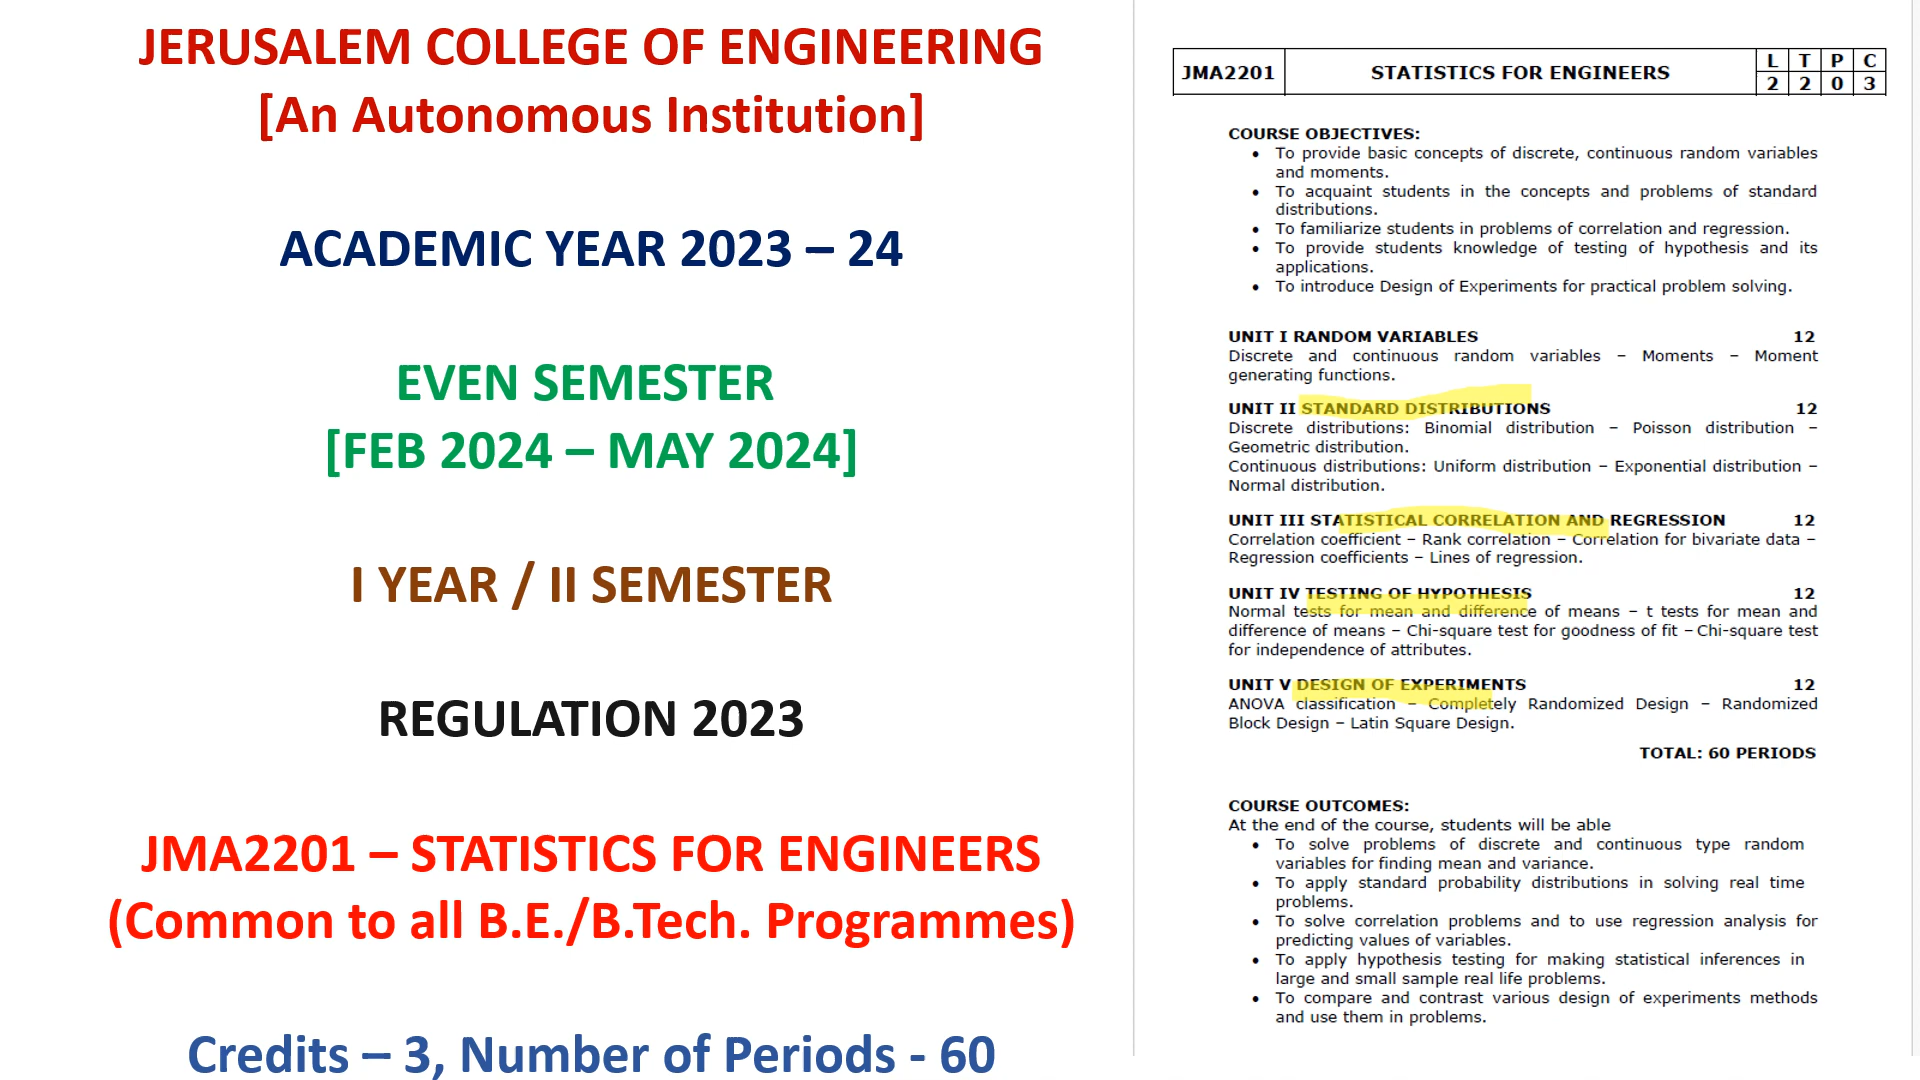 JERUSALEM COLLEGE OF ENGINEERING
[An Autonomous Institution]
ACADEMIC YEAR 2023 – 24
EVEN SEMESTER
[FEB 2024 – MAY 2024]
I YEAR / II SEMESTER
REGULATION 2023
JMA2201 – STATISTICS FOR ENGINEERS
(Common to all B.E./B.Tech. Programmes)
Credits – 3, Number of Periods - 60
JMA2201 STATISTICS FOR ENGINEERS L T P C
2 2 0 3
COURSE OBJECTIVES:
• To provide basic concepts of discrete, continuous random variables
and moments.
• To acquaint students in the concepts and problems of standard
distributions.
• To familiarize students in problems of correlation and regression.
• To provide students knowledge of testing of hypothesis and its
applications.
• To introduce Design of Experiments for practical problem solving.
UNIT I RANDOM VARIABLES 12
Discrete and continuous random variables – Moments – Moment
generating functions.
UNIT II STANDARD DISTRIBUTIONS 12
Discrete distributions: Binomial distribution – Poisson distribution –
Geometric distribution.
Continuous distributions: Uniform distribution – Exponential distribution –
Normal distribution.
UNIT III STATISTICAL CORRELATION AND REGRESSION 12
Correlation coefficient – Rank correlation – Correlation for bivariate data –
Regression coefficients – Lines of regression.
UNIT IV TESTING OF HYPOTHESIS 12
Normal tests for mean and difference of means – t tests for mean and
difference of means – Chi-square test for goodness of fit – Chi-square test
for independence of attributes.
UNIT V DESIGN OF EXPERIMENTS 12
ANOVA classification – Completely Randomized Design – Randomized
Block Design – Latin Square Design.
TOTAL: 60 PERIODS
COURSE OUTCOMES:
At the end of the course, students will be able
• To solve problems of discrete and continuous type random
variables for finding mean and variance.
• To apply standard probability distributions in solving real time
problems.
• To solve correlation problems and to use regression analysis for
predicting values of variables.
• To apply hypothesis testing for making statistical inferences in
large and small sample real life problems.
• To compare and contrast various design of experiments methods
and use them in problems.